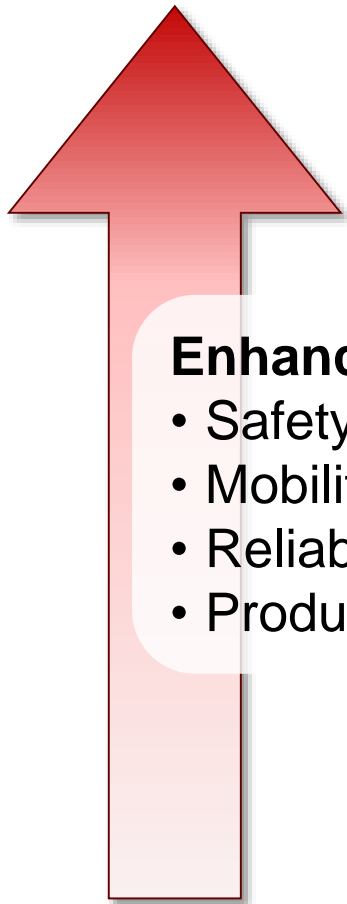 Enhanc
• Safety
• Mobilit
• Reliab
• Produ